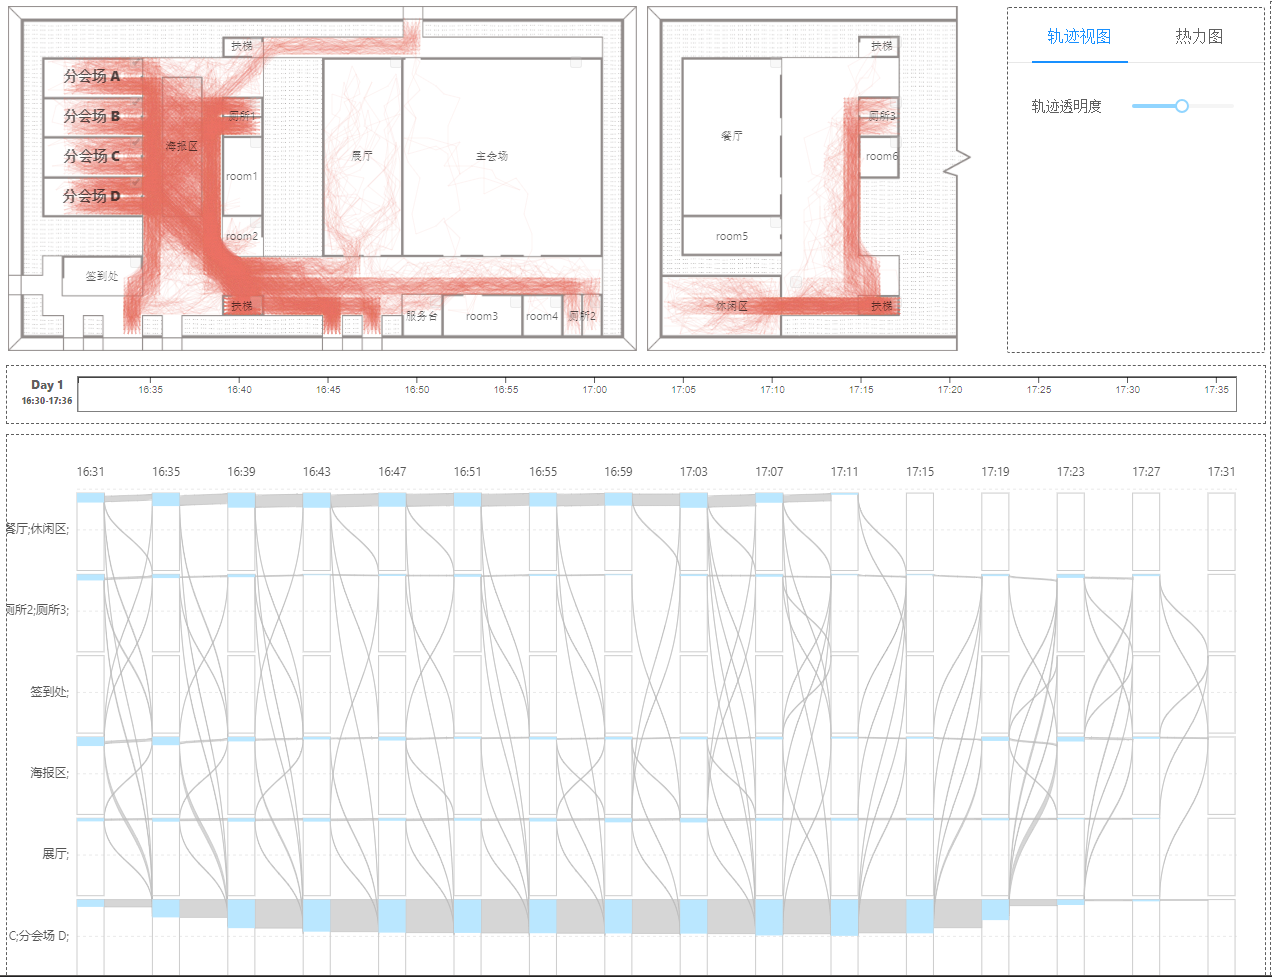 扶梯
分会场 A
分会场 B
分会场 C
分会场 D
海报区
厕所1
room1
room2
展厅
主会场
签到处
扶梯
服务台
room3
room4
厕所2
扶梯
餐厅
厕所3
room6
room5
休闲区
扶梯
轨迹视图 热力图
轨迹透明度
Day 1
16:30-17:36
16:35 16:40 16:45 16:50 16:55 17:00 17:05 17:10 17:15 17:20 17:25 17:30 17:35
16:31 16:35 16:39 16:43 16:47 16:51 16:55 16:59 17:03 17:07 17:11 17:15 17:19 17:23 17:27 17:31
餐厅;休闲区;
厕所2;厕所3;
签到处;
海报区;
展厅;
C;分会场 D;